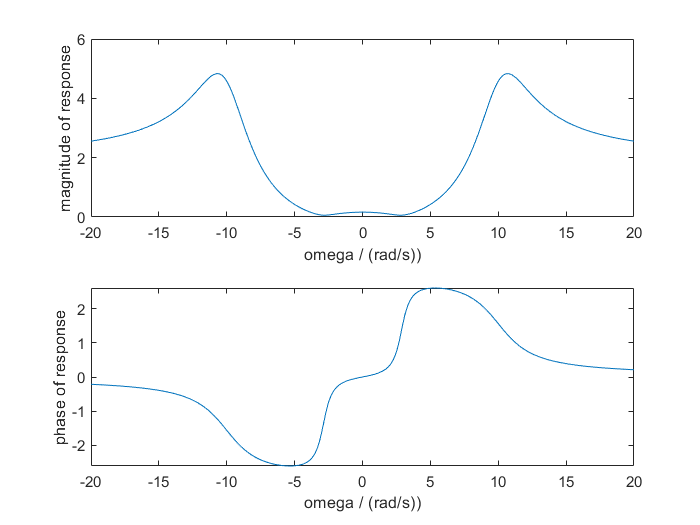 6
4
2
0
magnitude of response
-20 -15 -10 -5 0 5 10 15 20
omega / (rad/s))
2
1
0
-1
-2
phase of response
-20 -15 -10 -5 0 5 10 15 20
omega / (rad/s))